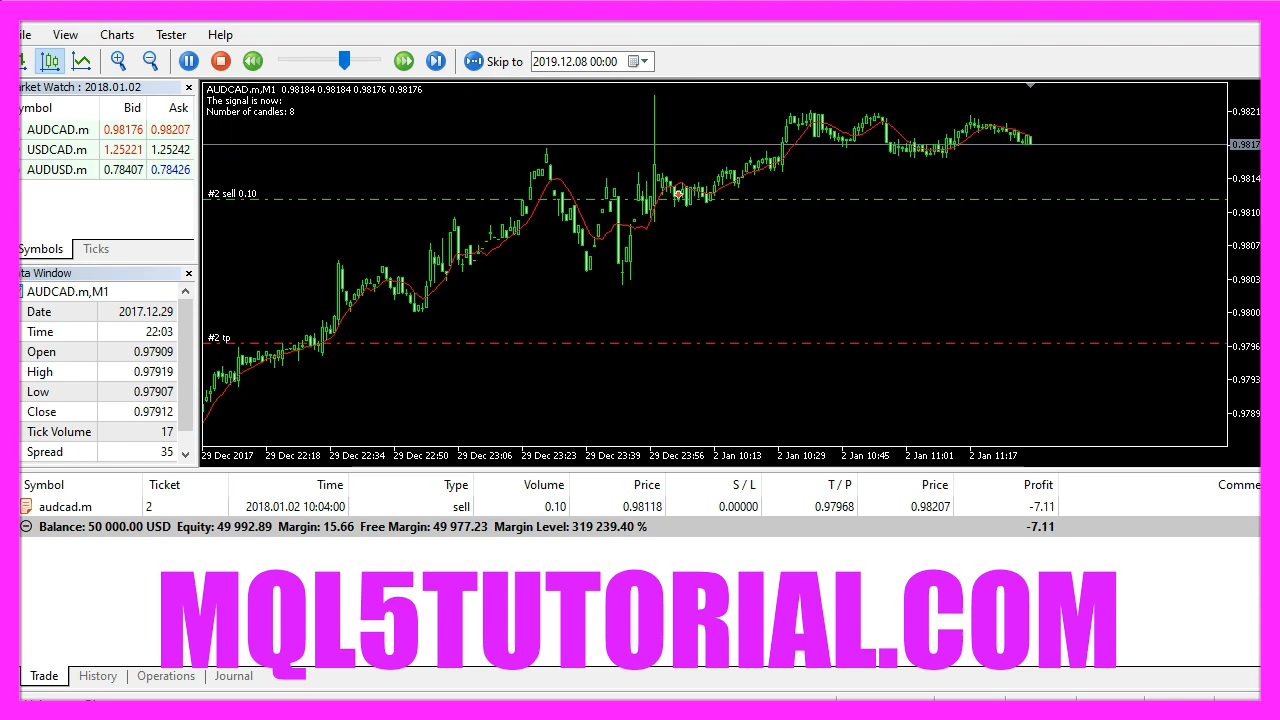 ile View Charts Tester Help
Skip to 2019.12.08 00:00
arket Watch : 2018.01.02
ymbol Bid Ask
AUDCAD.m 0.98176 0.98207
USDCAD.m 1.25221 1.25242
AUDUSD.m 0.78407 0.78426
Symbols Ticks
ata Window
AUDCAD.m,M1
Date 2017.12.29
Time 22:03
Open 0.97909
High 0.97919
Low 0.97907
Close 0.97912
Tick Volume 17
Spread 35
AUDCAD.m,M1 0.98184 0.98184 0.98176 0.98176
The signal is now:
Number of candles: 8
#2 sell 0.10
#2 tp
0.9821
0.9817
0.9814
0.9810
0.9807
0.9803
0.9800
0.9796
0.9793
0.9789
29 Dec 2017 29 Dec 22:18 29 Dec 22:34 29 Dec 22:50 29 Dec 23:06 29 Dec 23:23 29 Dec 23:39 29 Dec 23:56 2 Jan 10:13 2 Jan 10:29 2 Jan 10:45 2 Jan 11:01 2 Jan 11:17
Symbol Ticket Time Type Volume Price S / L T / P Price Profit Comme
audcad.m 2 2018.01.02 10:04:00 sell 0.10 0.98118 0.00000 0.97968 0.98207 -7.11
Balance: 50 000.00 USD Equity: 49 992.89 Margin: 15.66 Free Margin: 49 977.23 Margin Level: 319 239.40 % -7.11
MQL5TUTORIAL.COM
Trade History Operations Journal